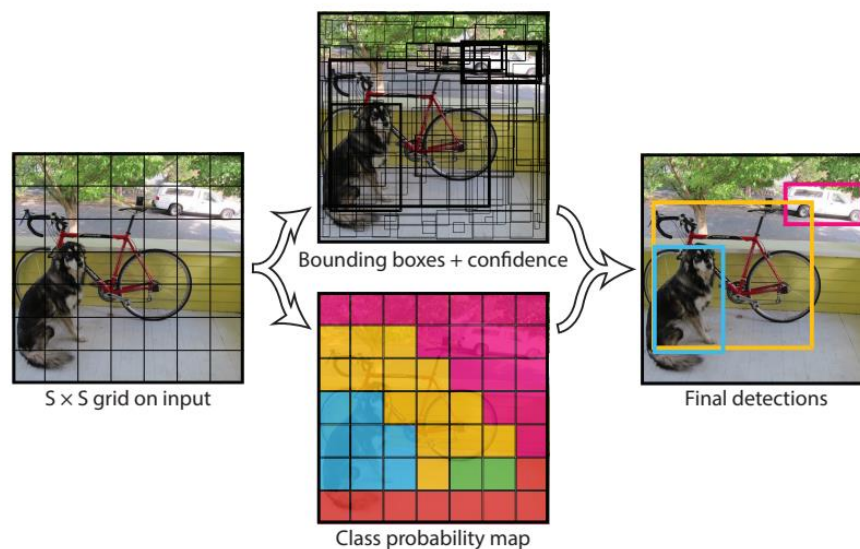 Bounding boxes + confidence
S × S grid on input
Final detections
Class probability map